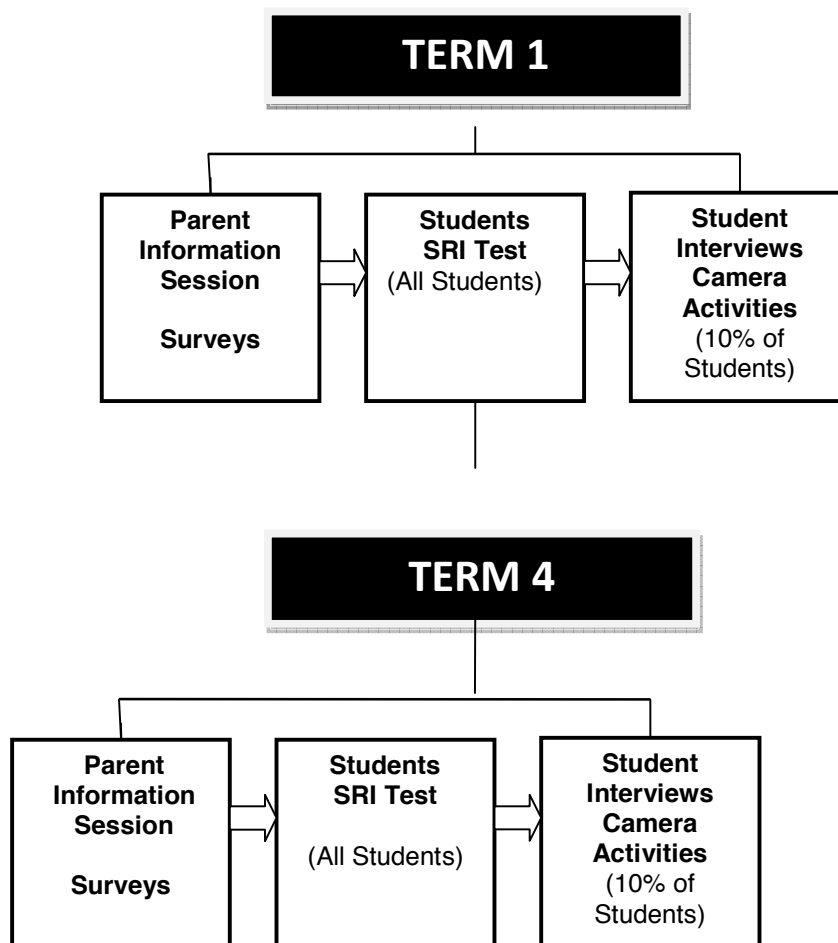 TERM 1
Parent
Information
Session
Surveys
Students
SRI Test
(All Students)
Student
Interviews
Camera
Activities
(10% of
Students)
TERM 4
Parent
Information
Session
Surveys
Students
SRI Test
(All Students)
Student
Interviews
Camera
Activities
(10% of
Students)